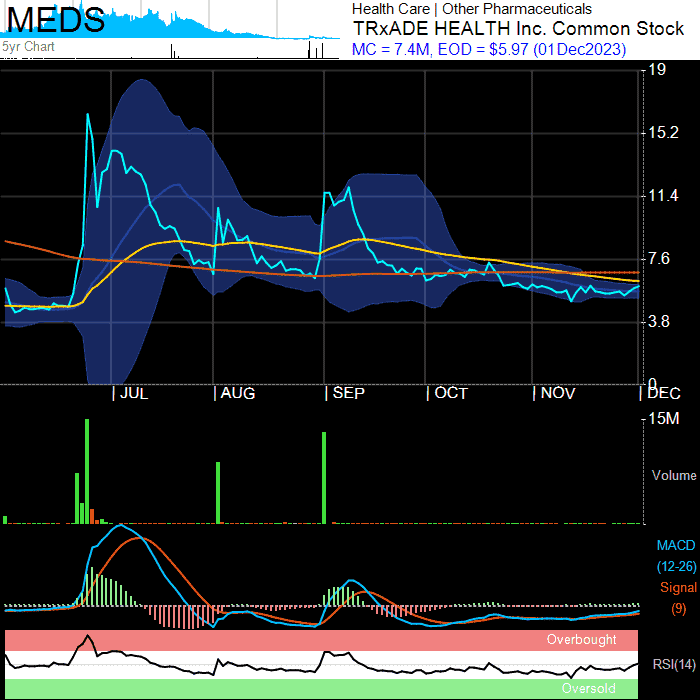 MEDS
5yr Chart
Health Care | Other Pharmaceuticals
TRxADE HEALTH Inc. Common Stock
MC = 7.4M, EOD = $5.97 (01Dec2023)
19
15.2
11.4
7.6
3.8
0
JUL AUG SEP OCT NOV DEC
15M
Volume
MACD
(12-26)
Signal
(9)
Overbought
RSI(14)
Oversold